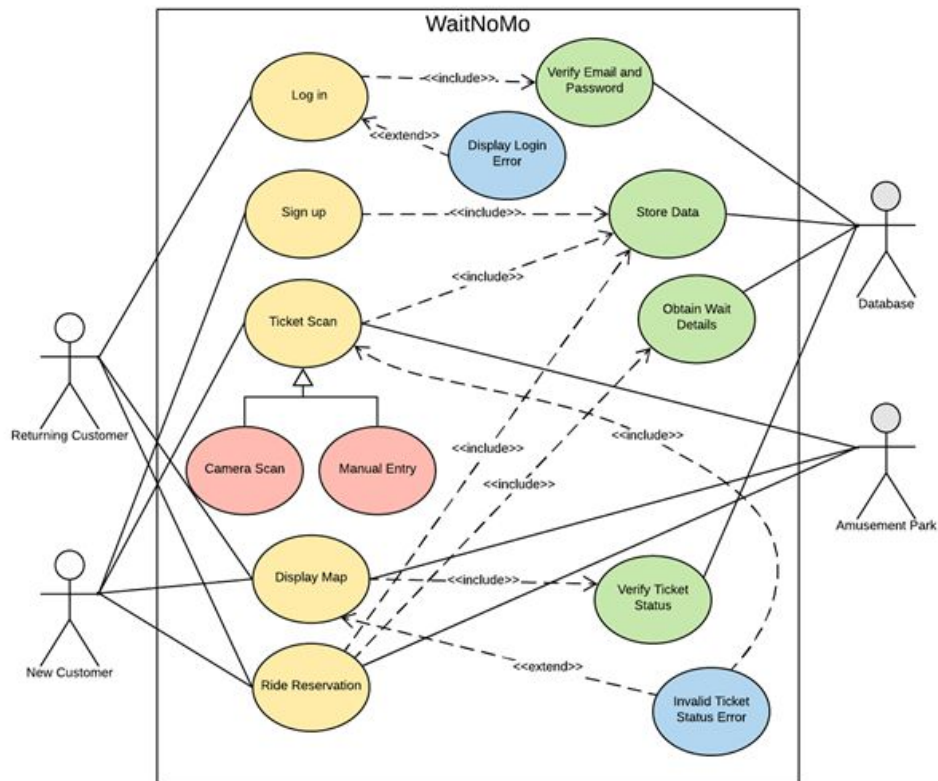 WaitNoMo
Log in
<<include>>
Verify Email and
Password
<<extend>>
Display Login
Error
Sign up
<<include>>
Store Data
<<include>>
Ticket Scan
Obtain Wait
Details
Database
Returning Customer
Camera Scan
Manual Entry
<<include>>
<<include>>
<<include>>
Amusement Park
Display Map
<<include>>
Verify Ticket
Status
New Customer
Ride Reservation
<<extend>>
Invalid Ticket
Status Error